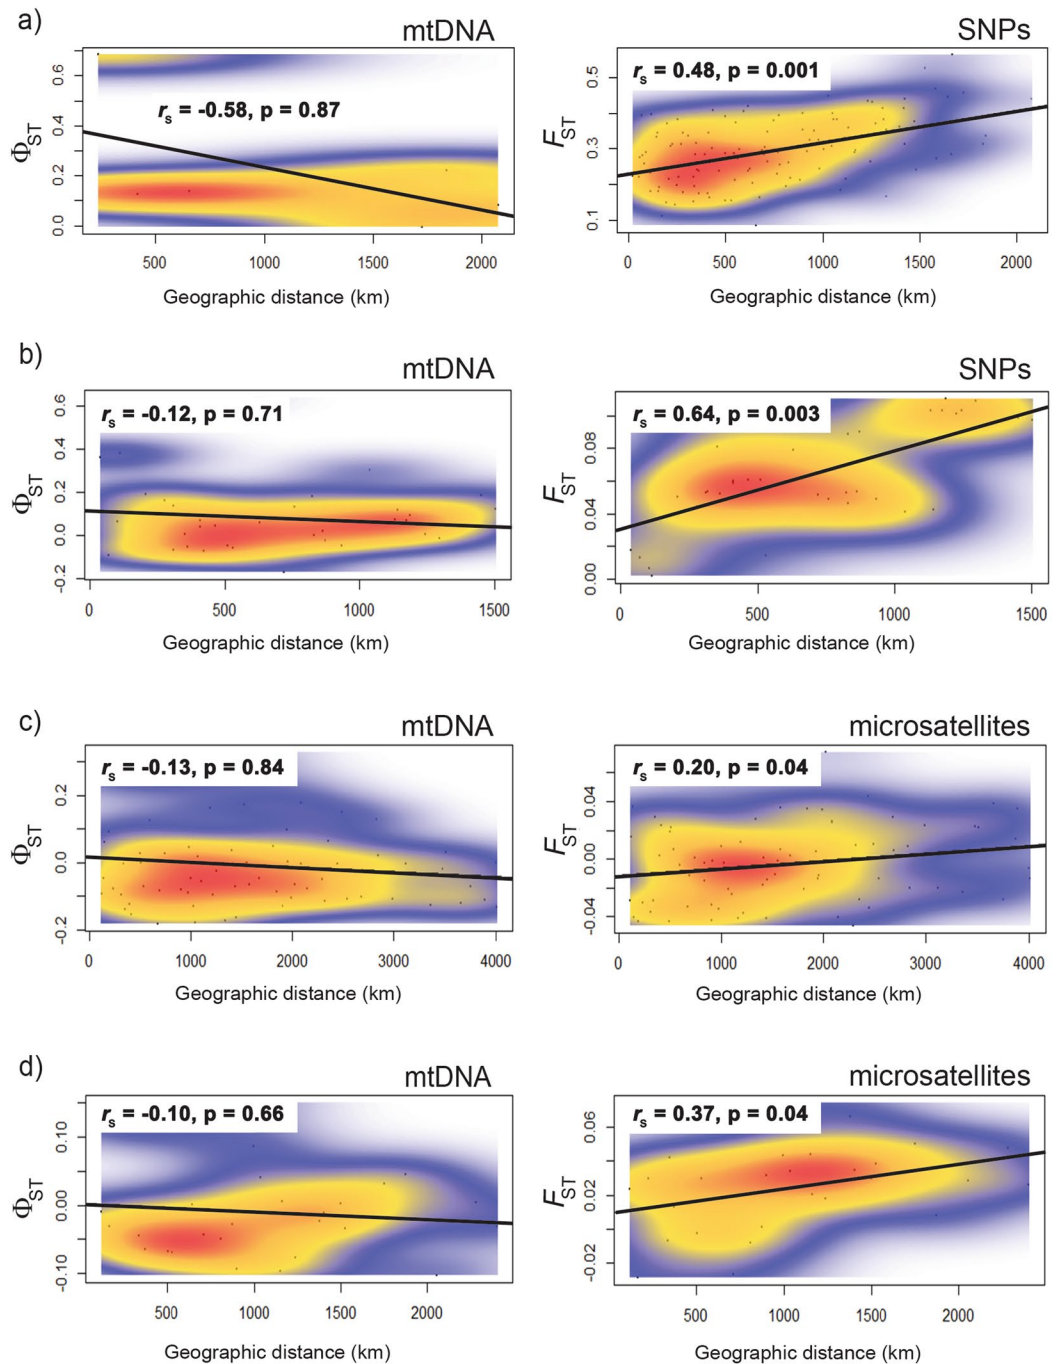 a)
mtDNA
rs = -0.58, p = 0.87
ΦST
0.6
0.4
0.2
0.0
500
1000
1500
2000
Geographic distance (km)
SNPs
rs = 0.48, p = 0.001
FST
0.5
0.3
0.1
0
500
1000
1500
2000
Geographic distance (km)
b)
mtDNA
rs = -0.12, p = 0.71
ΦST
0.6
0.4
0.2
0.0
-0.2
0
500
1000
1500
Geographic distance (km)
SNPs
rs = 0.64, p = 0.003
FST
0.08
0.04
0.00
0
500
1000
1500
Geographic distance (km)
c)
mtDNA
rs = -0.13, p = 0.84
ΦST
0.2
0.0
-0.2
0
1000
2000
3000
4000
Geographic distance (km)
microsatellites
rs = 0.20, p = 0.04
FST
0.04
0.00
-0.04
0
1000
2000
3000
4000
Geographic distance (km)
d)
mtDNA
rs = -0.10, p = 0.66
ΦST
0.10
0.00
-0.10
500
1000
1500
2000
Geographic distance (km)
microsatellites
rs = 0.37, p = 0.04
FST
0.06
0.02
-0.02
500
1000
1500
2000
Geographic distance (km)